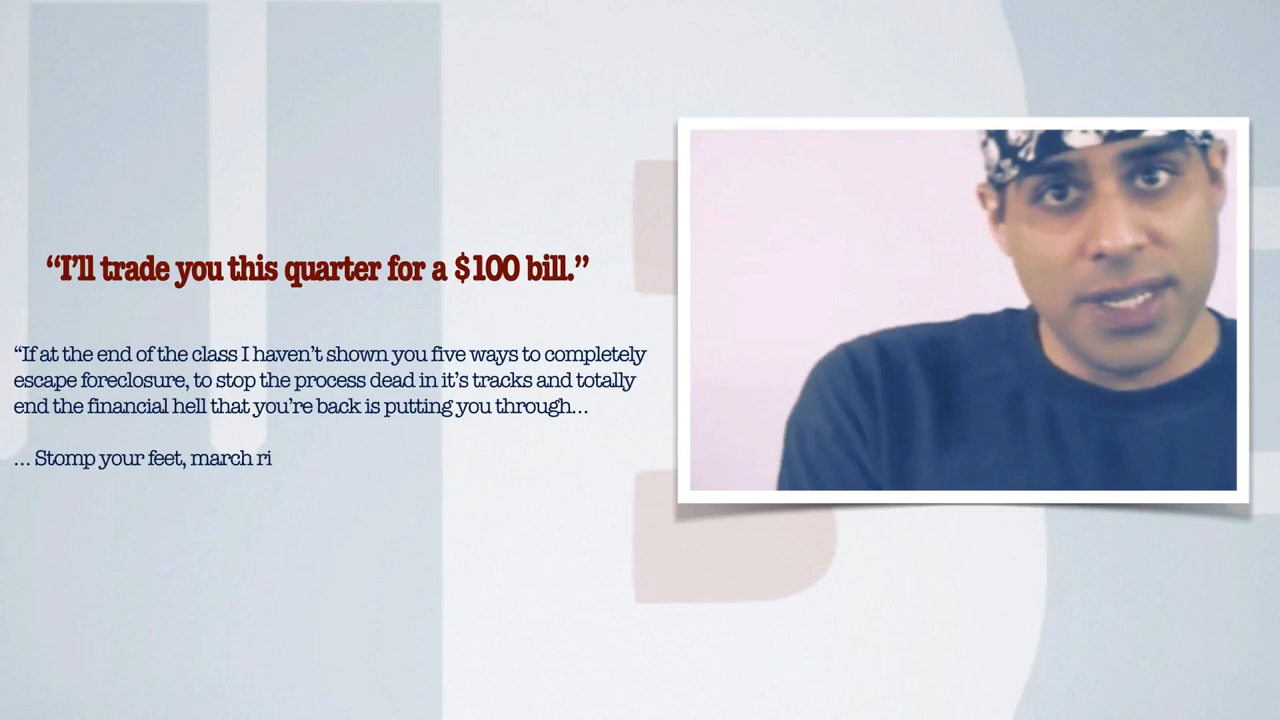 “I’ll trade you this quarter for a $100 bill.”
“If at the end of the class I haven’t shown you five ways to completely
escape foreclosure, to stop the process dead in it’s tracks and totally
end the financial hell that you’re back is putting you through…
… Stomp your feet, march ri